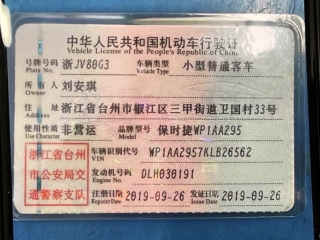 中华人民共和国机动车行驶证
Vehicle License of the People's Republic of China
号牌号码 浙JV80G3 车辆类型 小型普通客车
Plate No. Vehicle Type
所有人 刘安琪
Owner
住址 浙江省台州市椒江区三甲街道卫国村33号
Address
使用性质 非营运 品牌型号 保时捷WP1AA295
Use Character Model
浙江省台州市公安局交通警察支队
车辆识别代号 WP1AA2957KLB26562
VIN
发动机号码 DLH030191
Engine No.
注册日期 2019-09-26 发证日期 2019-09-26
Register Date Issue Date